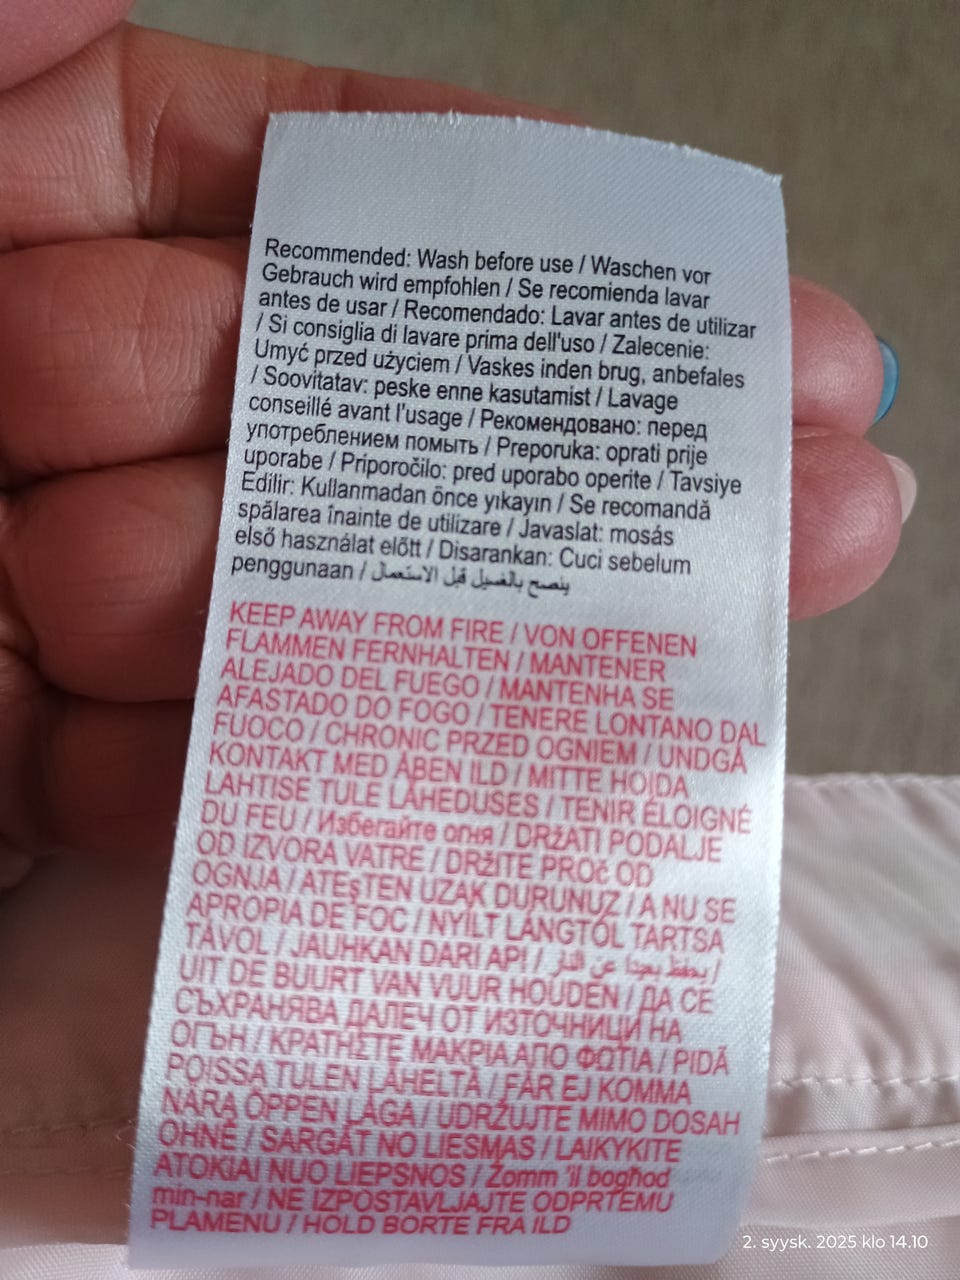 Recommended: Wash before use / Waschen vor
Gebrauch wird empfohlen / Se recomienda lavar
antes de usar / Recomendado: Lavar antes de utilizar
/ Si consiglia di lavare prima dell'uso / Zalecenie:
Umyć przed użyciem / Vaskes inden brug, anbefales
/ Soovitatav: peske enne kasutamist / Lavage
conseillé avant l'usage / Рекомендовано: перед
употреблением помыть / Preporuka: oprati prije
uporabe / Priporočilo: pred uporabo operite / Tavsiye
Edilir: Kullanmadan önce yıkayın / Se recomandă
spălarea înainte de utilizare / Javaslat: mosás
első használat előtt / Disarankan: Cuci sebelum
penggunaan / ينصح بالغسيل قبل الاستعمال
KEEP AWAY FROM FIRE / VON OFFENEN
FLAMMEN FERNHALTEN / MANTENER
ALEJADO DEL FUEGO / MANTENHA SE
AFASTADO DO FOGO / TENERE LONTANO DAL
FUOCO / CHRONIC PRZED OGNIEM / UNDGÅ
KONTAKT MED ÅBEN ILD / MITTE HOIDA
LAHTISE TULE LÄHEDUSES / TENIR ÉLOIGNÉ
DU FEU / Избегайте огня / DRŽATI PODALJE
OD IZVORA VATRE / DRŽITE PROč OD
OGNJA / ATEşTEN UZAK DURUNUZ / A NU SE
APROPIA DE FOC / NYÍLT LÁNGTÓL TARTSA
TÁVOL / JAUHKAN DARI API / يحفظ بعيدا عن النار /
UIT DE BUURT VAN VUUR HOUDEN / ДА СЕ
СЪХРАНЯВА ДАЛЕЧ ОТ ИЗТОЧНИЦИ НА
ОГЪН / ΚΡΑΤΗΣΤΕ ΜΑΚΡΙΑ ΑΠΟ ΦΩΤΙΑ / PIDÄ
POISSA TULEN LÄHELTÄ / FÅR EJ KOMMA
NÄRA ÖPPEN LÅGA / UDRŽUJTE MIMO DOSAH
OHNĚ / SARGĀT NO LIESMAS / LAIKYKITE
ATOKIAI NUO LIEPSNOS / Żomm 'il bogħod
min-nar / NE IZPOSTAVLJAJTE ODPRTEMU
PLAMENU / HOLD BORTE FRA ILD
2. syysk. 2025 klo 14.10